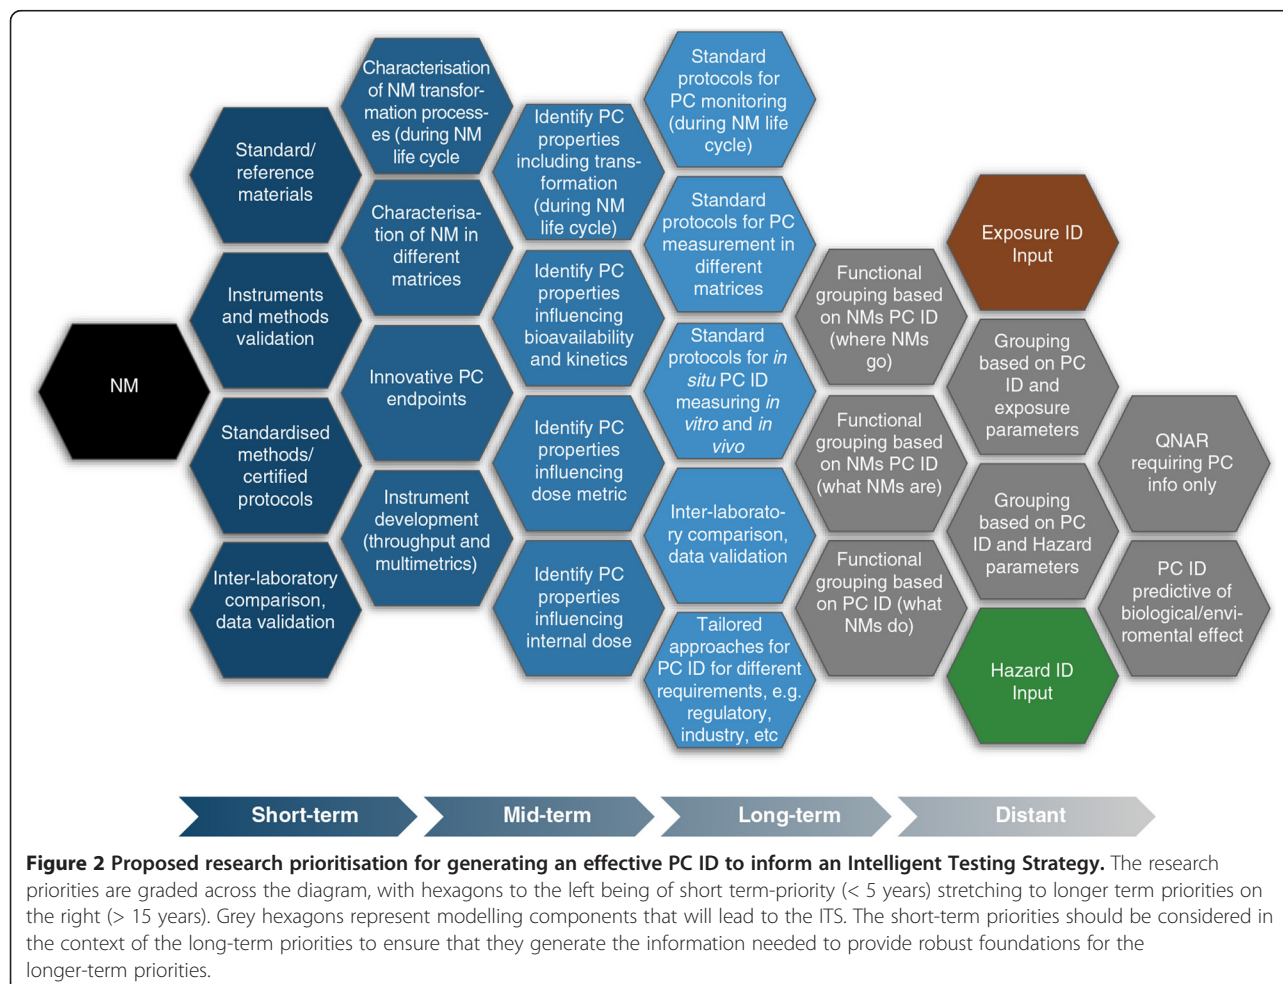 NM
Standard/
reference
materials
Instruments
and methods
validation
Standardised
methods/
certified
protocols
Inter-laboratory
comparison,
data validation
Characterisation
of NM transfor-
mation process-
es (during NM
life cycle
Characterisa-
tion of NM in
different
matrices
Innovative PC
endpoints
Instrument
development
(throughput and
multimetrics)
Identify PC
properties
including trans-
formation
(during NM
life cycle)
Identify PC
properties
influencing
bioavailability
and kinetics
Identify PC
properties
influencing
dose metric
Identify PC
properties
influencing
internal dose
Standard
protocols for
PC monitoring
(during NM life
cycle)
Standard
protocols for PC
measurement in
different
matrices
Standard
protocols for in
situ PC ID
measuring in
vitro and in
vivo
Inter-laborato-
ry comparison,
data validation
Tailored
approaches for
PC ID for different
requirements, e.g.
regulatory,
industry, etc
Functional
grouping based
on NMs PC ID
(where NMs
go)
Functional
grouping based
on NMs PC ID
(what NMs are)
Functional
grouping based
on PC ID (what
NMs do)
Exposure ID
Input
Grouping
based on PC
ID and
exposure
parameters
Grouping
based on PC
ID and Hazard
parameters
Hazard ID
Input
QNAR
requiring PC
info only
PC ID
predictive of
biological/envi-
romental effect
Short-term
Mid-term
Long-term
Distant
Figure 2 Proposed research prioritisation for generating an effective PC ID to inform an Intelligent Testing Strategy. The research
priorities are graded across the diagram, with hexagons to the left being of short term-priority (< 5 years) stretching to longer term priorities on
the right (> 15 years). Grey hexagons represent modelling components that will lead to the ITS. The short-term priorities should be considered in
the context of the long-term priorities to ensure that they generate the information needed to provide robust foundations for the
longer-term priorities.